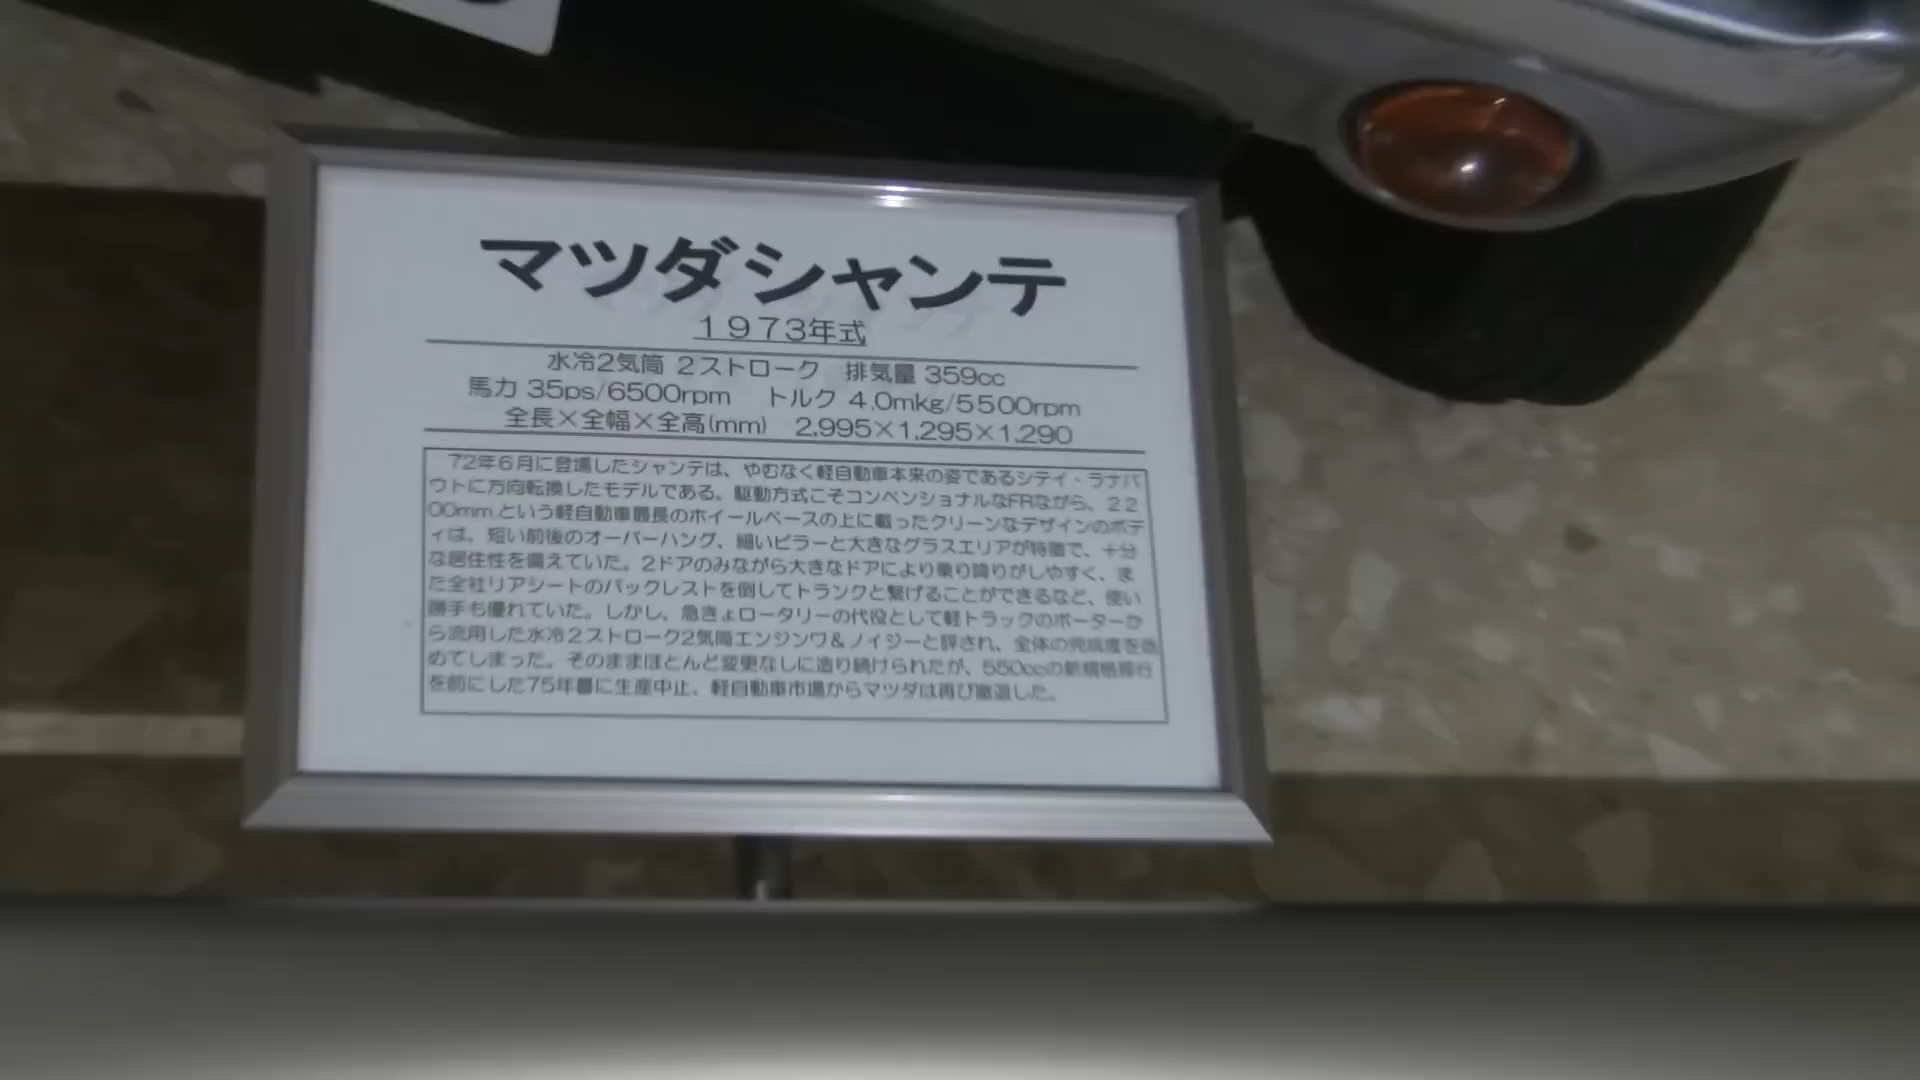 マツダシャンテ
1973年式
水冷2気筒 2ストローク 排気量 359cc
馬力 35ps/6500rpm トルク 4.0mkg/5500rpm
全長×全幅×全高(mm) 2,995×1,295×1,290
72年6月に登場したシャンテは、やむなく軽自動車本来の姿であるシティ・ラナバ
ウトに方向転換したモデルである。駆動方式こそコンベンショナルなFRながら、22
00mm.という軽自動車最長のホイールベースの上に載ったクリーンなデザインのボデ
ィは、短い前後のオーバーハング、細いピラーと大きなグラスエリアが特徴で、十分
な居住性を備えていた。2ドアのみながら大きなドアにより乗り降りがしやすく、ま
た全社リアシートのバックレストを倒してトランクと繋げることができるなど、使い
勝手も優れていた。しかし、急きょロータリーの代役として軽トラックのポーターか
ら流用した水冷2ストローク2気筒エンジンワ&ノイジーと評され、全体の完成度を
めてしまった。そのままほとんど変更なしに造り続けられたが、550ccの新規格移行
を前にした75年暮に生産中止、軽自動車市場からマツダは再び撤退した。